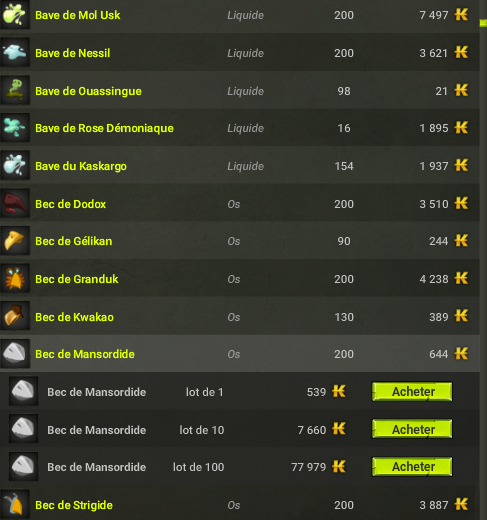 Bave de Mol Usk Liquide 200 7 497
Bave de Nessil Liquide 200 3 621
Bave de Ouassingue Liquide 98 21
Bave de Rose Démoniaque Liquide 16 1 895
Bave du Kaskargo Liquide 154 1 937
Bec de Dodox Os 200 3 510
Bec de Gélikan Os 90 244
Bec de Granduk Os 200 4 238
Bec de Kwakao Os 130 389
Bec de Mansordide Os 200 644
Bec de Mansordide lot de 1 539 Acheter
Bec de Mansordide lot de 10 7 660 Acheter
Bec de Mansordide lot de 100 77 979 Acheter
Bec de Strigide Os 200 3 887